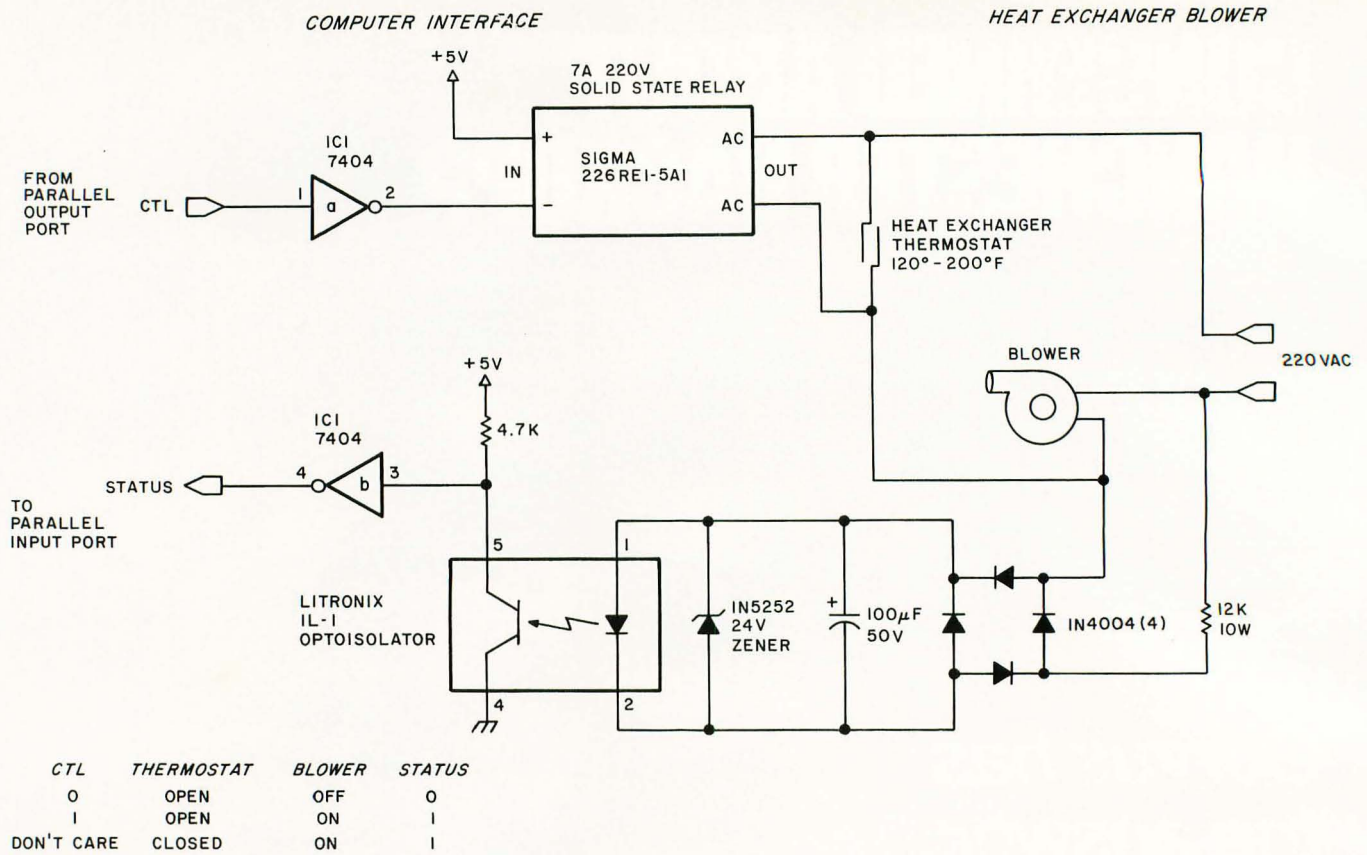 COMPUTER INTERFACE
HEAT EXCHANGER BLOWER
+5V
7A 220V
SOLID STATE RELAY
IC1
7404
FROM
PARALLEL
OUTPUT
PORT
CTL
1
a
2
IN
+
-
SIGMA
226RE1-5A1
AC
AC
OUT
HEAT EXCHANGER
THERMOSTAT
120°-200°F
220VAC
BLOWER
+5V
4.7K
IC1
7404
TO
PARALLEL
INPUT PORT
STATUS
4
b
3
5
1
LITRONIX
IL-1
OPTOISOLATOR
4
2
IN5252
24V
ZENER
+
100µF
50V
IN4004(4)
12K
10W
CTL THERMOSTAT BLOWER STATUS
0 OPEN OFF 0
1 OPEN ON 1
DON'T CARE CLOSED ON 1